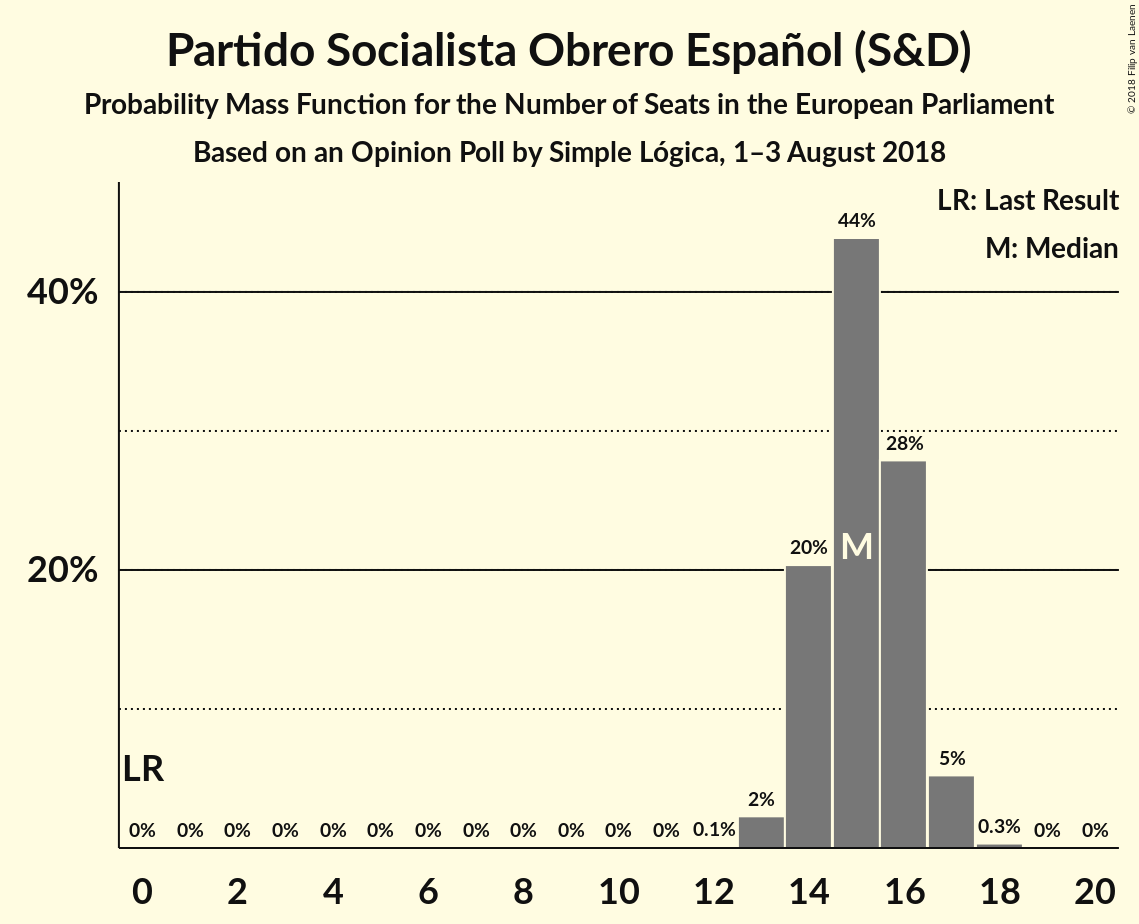 Partido Socialista Obrero Español (S&D)
Probability Mass Function for the Number of Seats in the European Parliament
Based on an Opinion Poll by Simple Lógica, 1–3 August 2018
© 2018 Filip van Laenen
LR: Last Result
M: Median
40%
20%
LR
M
0% 0% 0% 0% 0% 0% 0% 0% 0% 0% 0% 0% 0.1% 2% 20% 44% 28% 5% 0.3% 0% 0%
0 2 4 6 8 10 12 14 16 18 20